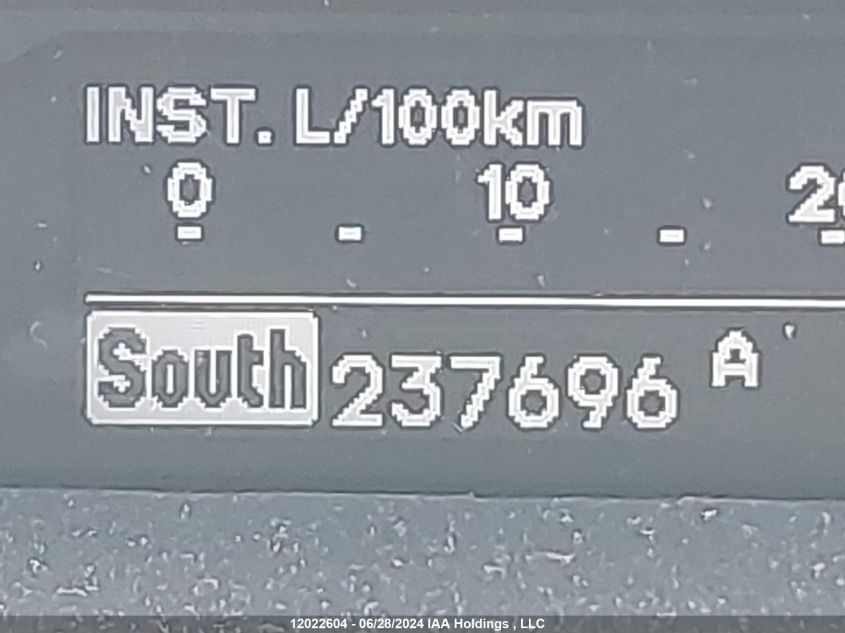 INST. L/100km
0 10
South 237696 A
12022604 - 06/28/2024 IAA Holdings , LLC